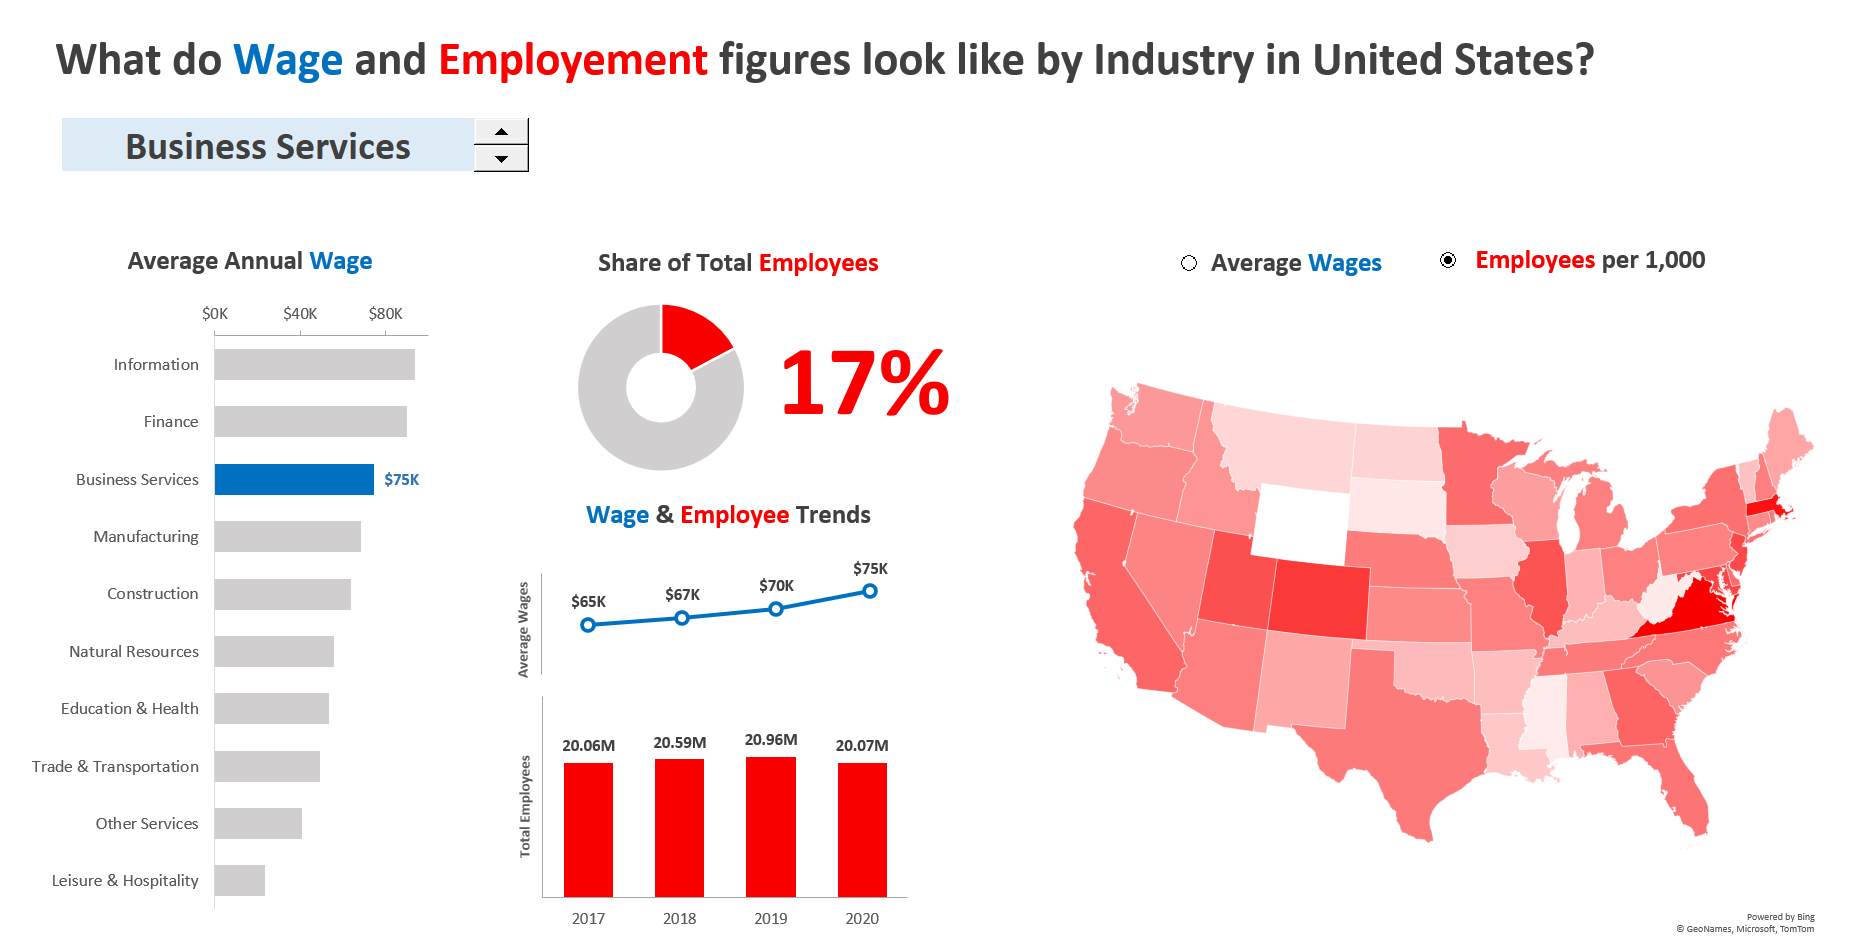 What do Wage and Employement figures look like by Industry in United States?
Business Services
Average Annual Wage
$0K $40K $80K
Information
Finance
Business Services $75K
Manufacturing
Construction
Natural Resources
Education & Health
Trade & Transportation
Other Services
Leisure & Hospitality
Share of Total Employees
17%
Wage & Employee Trends
Average Wages
$65K $67K $70K $75K
Total Employees
20.06M 20.59M 20.96M 20.07M
2017 2018 2019 2020
Average Wages
Employees per 1,000
Powered by Bing
© GeoNames, Microsoft, TomTom